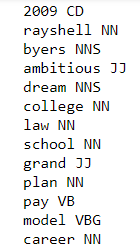 2009 CD
rayshell NN
byers NNS
ambitious JJ
dream NNS
college NN
law NN
school NN
grand JJ
plan NN
pay VB
model VBG
career NN